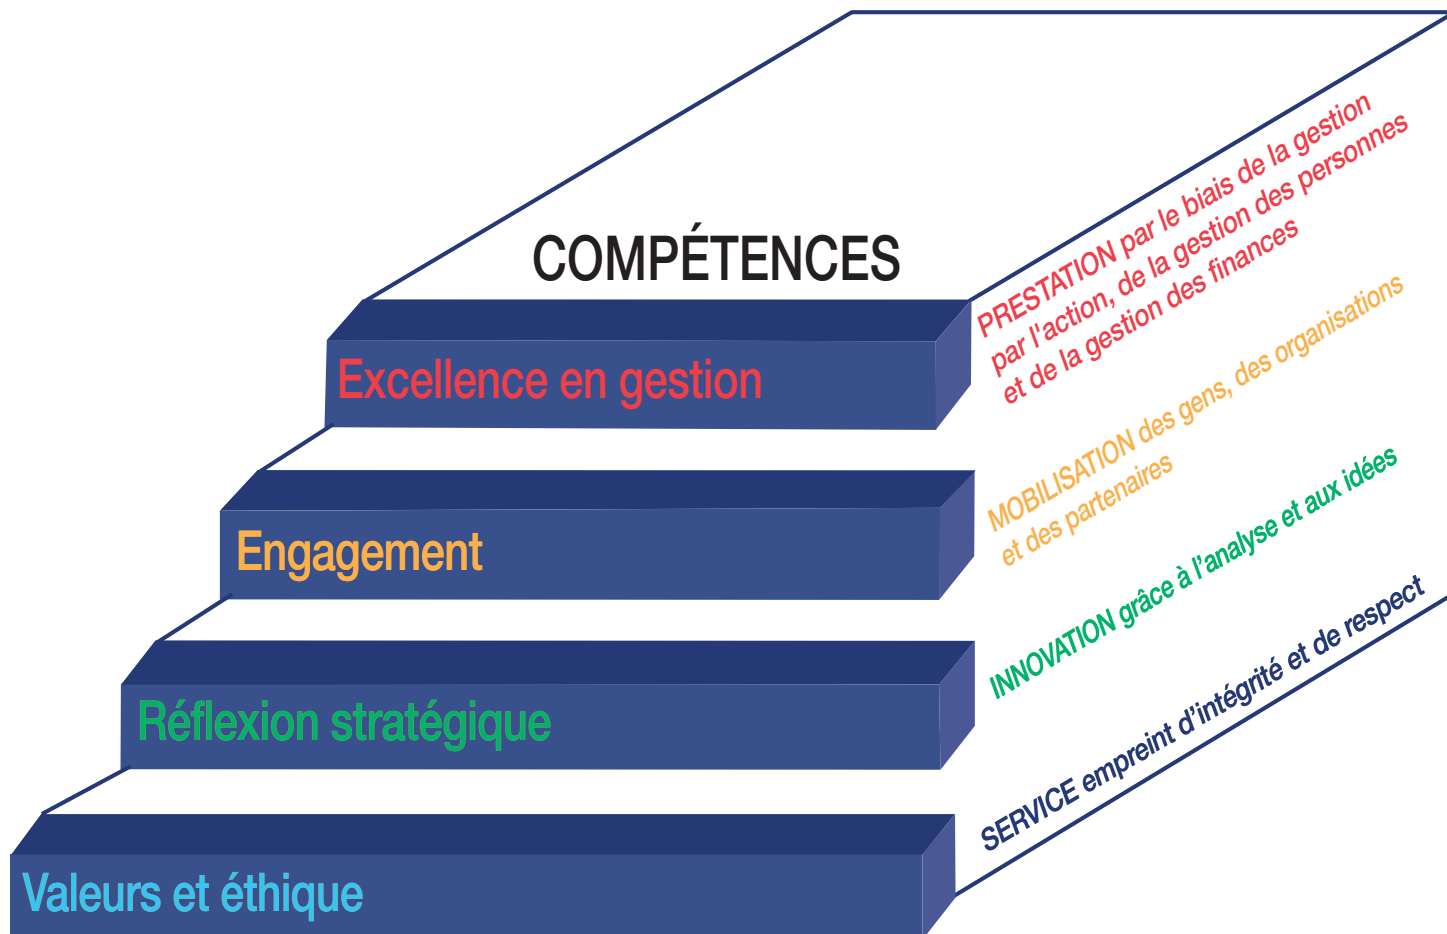 COMPÉTENCES
Excellence en gestion
PRESTATION par le biais de la gestion
par l'action, de la gestion des personnes
et de la gestion des finances
Engagement
MOBILISATION des gens, des organisations
et des partenaires
Réflexion stratégique
INNOVATION grâce à l'analyse et aux idées
Valeurs et éthique
SERVICE empreint d'intégrité et de respect